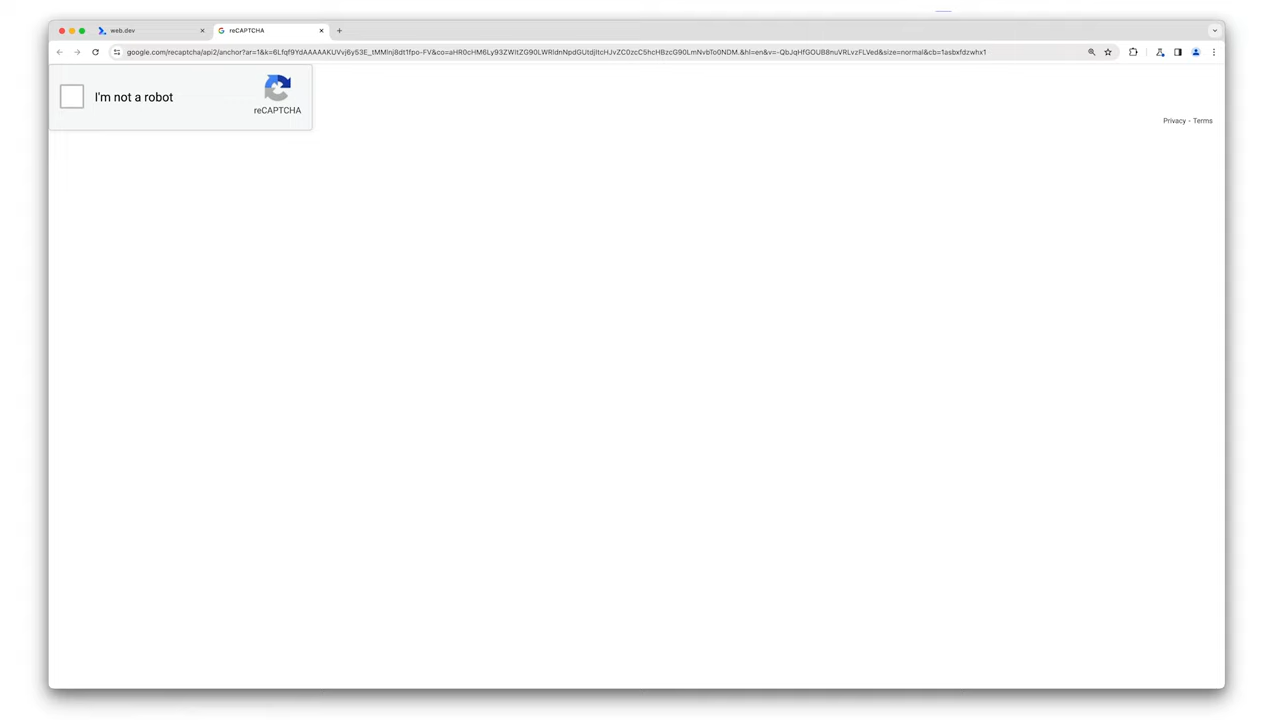 web.dev
reCAPTCHA
I'm not a robot
reCAPTCHA
Privacy - Terms